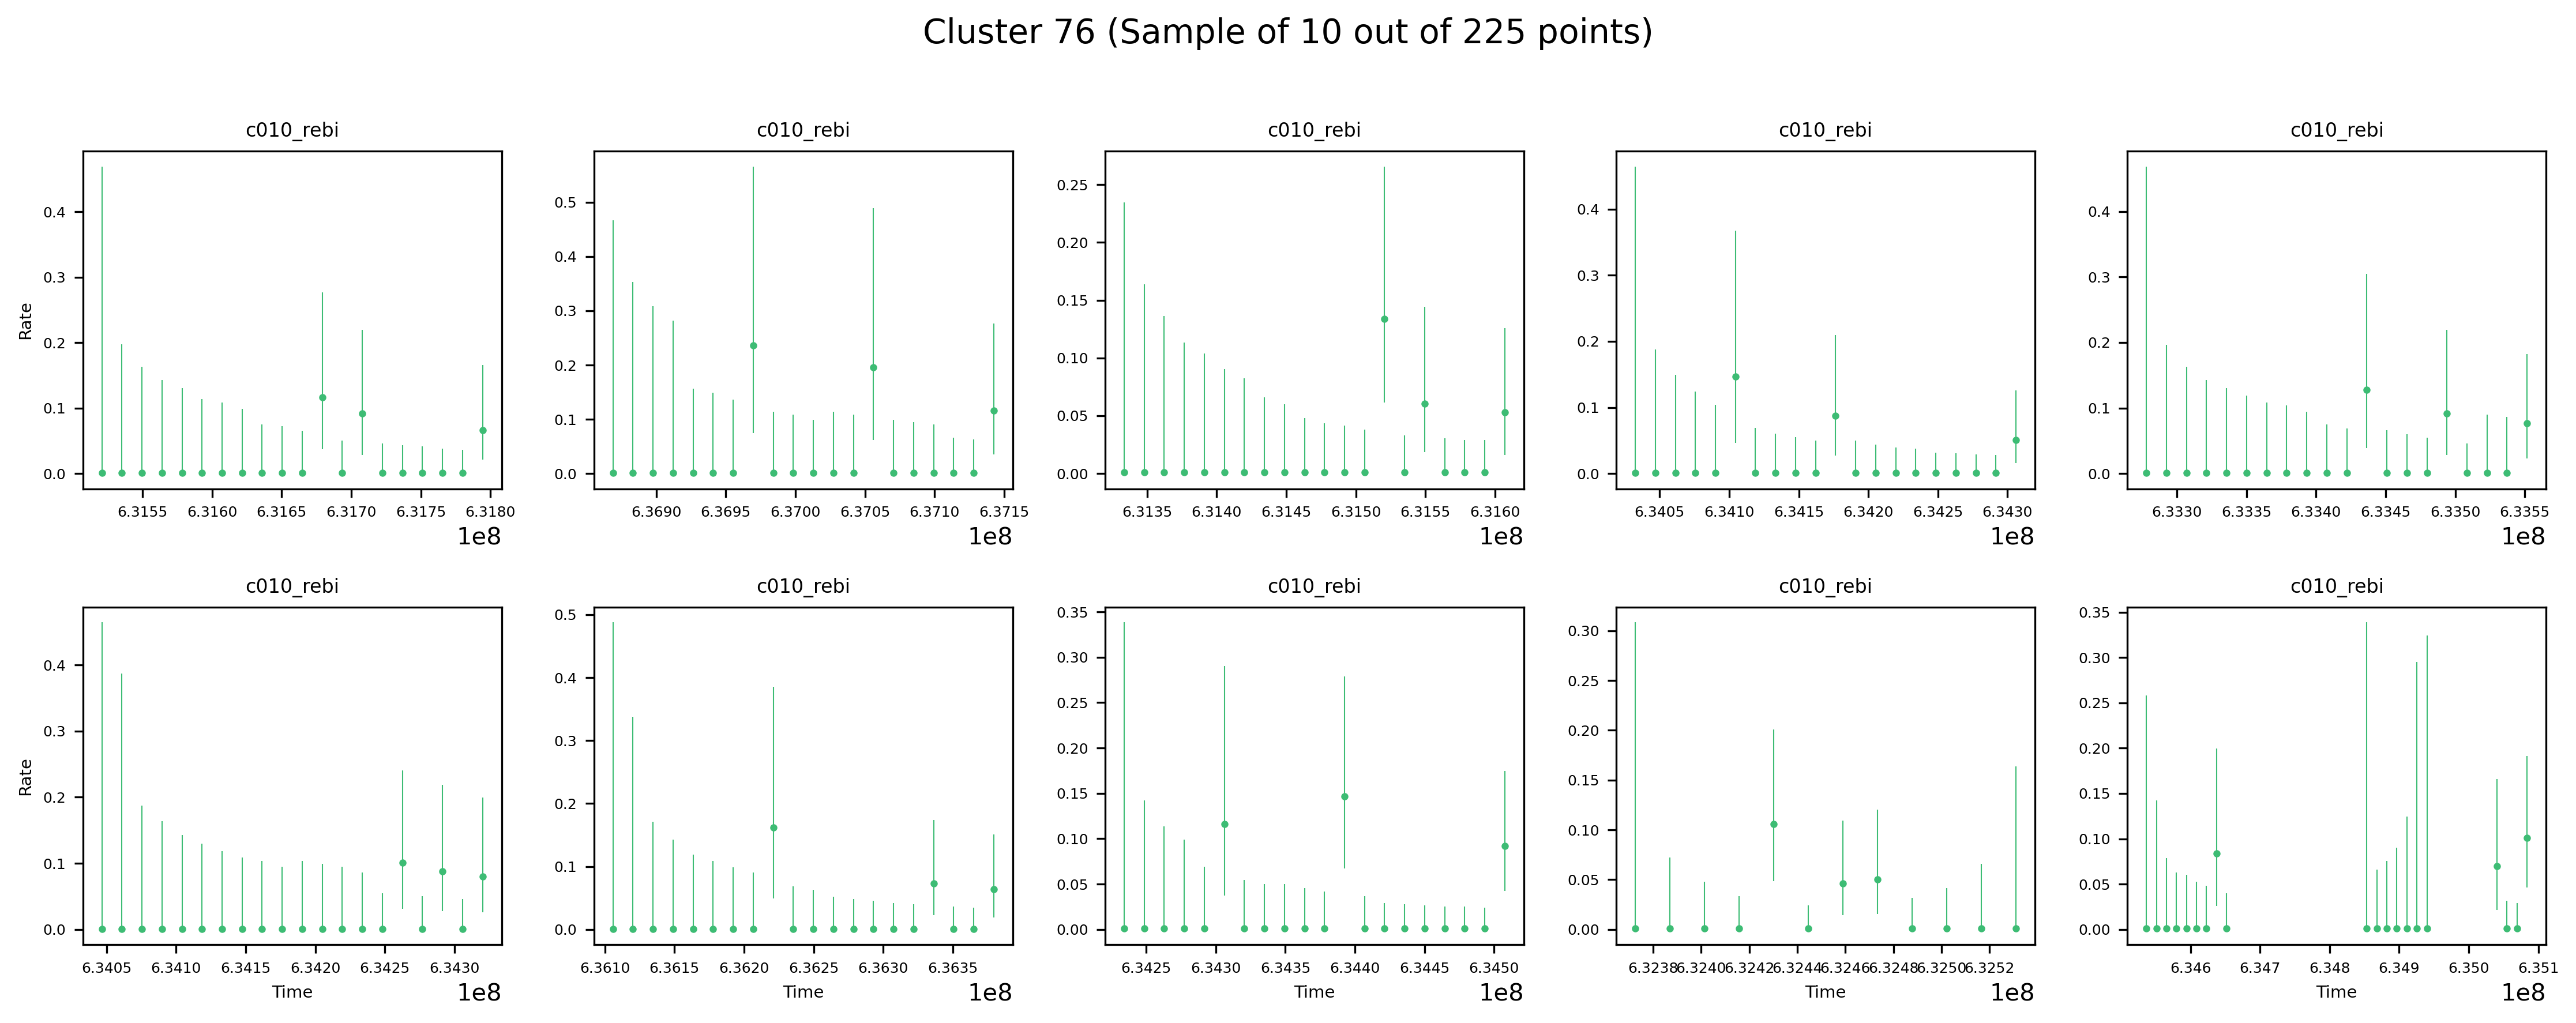 Cluster 76 (Sample of 10 out of 225 points)
c010_rebi c010_rebi c010_rebi c010_rebi c010_rebi
Rate
0.4 0.3 0.2 0.1 0.0
6.3155 6.3160 6.3165 6.3170 6.3175 6.3180
1e8
0.5 0.4 0.3 0.2 0.1 0.0
6.3690 6.3695 6.3700 6.3705 6.3710 6.3715
1e8
0.25 0.20 0.15 0.10 0.05 0.00
6.3135 6.3140 6.3145 6.3150 6.3155 6.3160
1e8
0.4 0.3 0.2 0.1 0.0
6.3405 6.3410 6.3415 6.3420 6.3425 6.3430
1e8
0.4 0.3 0.2 0.1 0.0
6.3330 6.3335 6.3340 6.3345 6.3350 6.3355
1e8
c010_rebi c010_rebi c010_rebi c010_rebi c010_rebi
Rate
0.4 0.3 0.2 0.1 0.0
6.3405 6.3410 6.3415 6.3420 6.3425 6.3430
Time 1e8
0.5 0.4 0.3 0.2 0.1 0.0
6.3610 6.3615 6.3620 6.3625 6.3630 6.3635
Time 1e8
0.35 0.30 0.25 0.20 0.15 0.10 0.05 0.00
6.3425 6.3430 6.3435 6.3440 6.3445 6.3450
Time 1e8
0.30 0.25 0.20 0.15 0.10 0.05 0.00
6.3238 6.3240 6.3242 6.3244 6.3246 6.3248 6.3250 6.3252
Time 1e8
0.35 0.30 0.25 0.20 0.15 0.10 0.05 0.00
6.346 6.347 6.348 6.349 6.350 6.351
Time 1e8